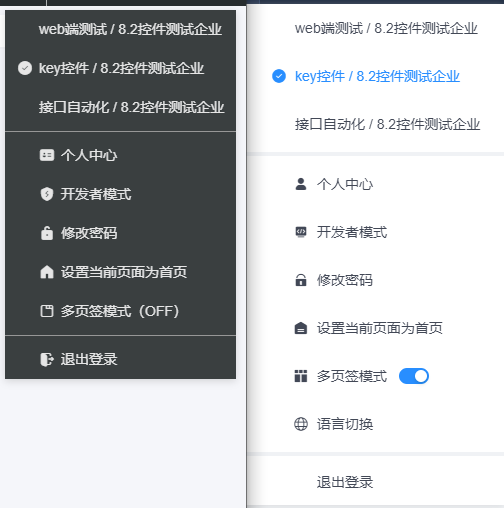 web端测试 / 8.2控件测试企业
key控件 / 8.2控件测试企业
接口自动化 / 8.2控件测试企业
个人中心
开发者模式
修改密码
设置当前页面为首页
多页签模式（OFF）
退出登录
web端测试 / 8.2控件测试企业
key控件 / 8.2控件测试企业
接口自动化 / 8.2控件测试企业
个人中心
开发者模式
修改密码
设置当前页面为首页
多页签模式
语言切换
退出登录